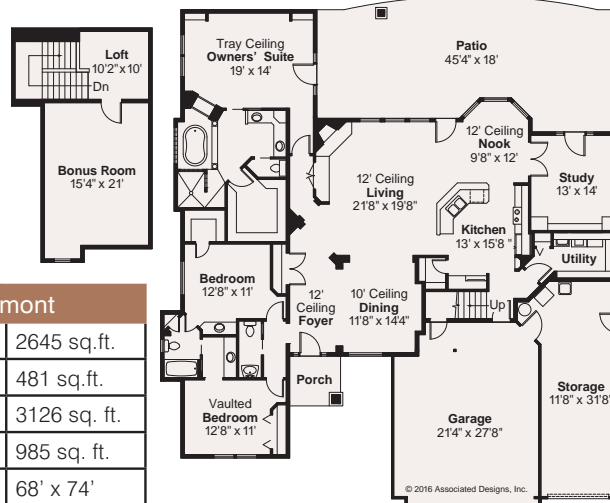 Loft
10'2" x 10'
Dn
Bonus Room
15'4" x 21'
Tray Ceiling
Owners' Suite
19' x 14'
Patio
45'4" x 18'
12' Ceiling
Nook
9'8" x 12'
12' Ceiling
Living
21'8" x 19'8"
Study
13' x 14'
Kitchen
13' x 15'8 "
Utility
Bedroom
12'8" x 11'
12'
Ceiling
Foyer
10' Ceiling
Dining
11'8" x 14'4"
Up
Porch
Vaulted
Bedroom
12'8" x 11'
Garage
21'4" x 27'8"
Storage
11'8" x 31'8"
© 2016 Associated Designs, Inc.
mont
2645 sq.ft.
481 sq.ft.
3126 sq. ft.
985 sq. ft.
68' x 74'